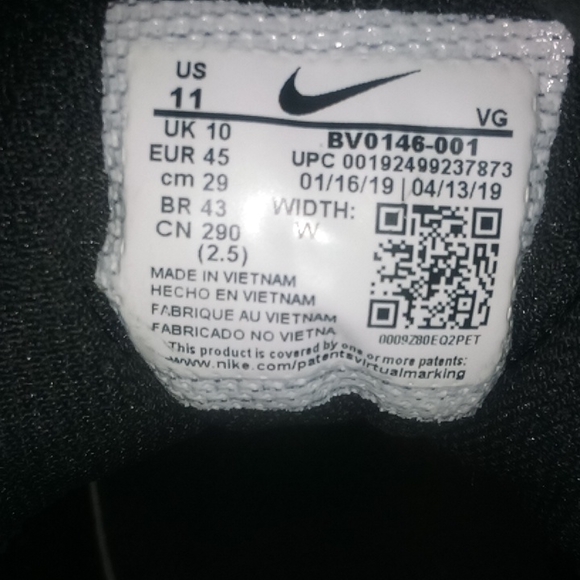 US
11
VG
UK 10
EUR 45
cm 29
BR 43
CN 290
(2.5)
BV0146-001
UPC 00192499237873
01/16/19 | 04/13/19
WIDTH:
W
MADE IN VIETNAM
HECHO EN VIETNAM
FABRIQUE AU VIETNAM
FABRICADO NO VIETNA
0009Z80EQ2PET
This product is covered by one or more patents:
www.nike.com/patentsvirtualmarking